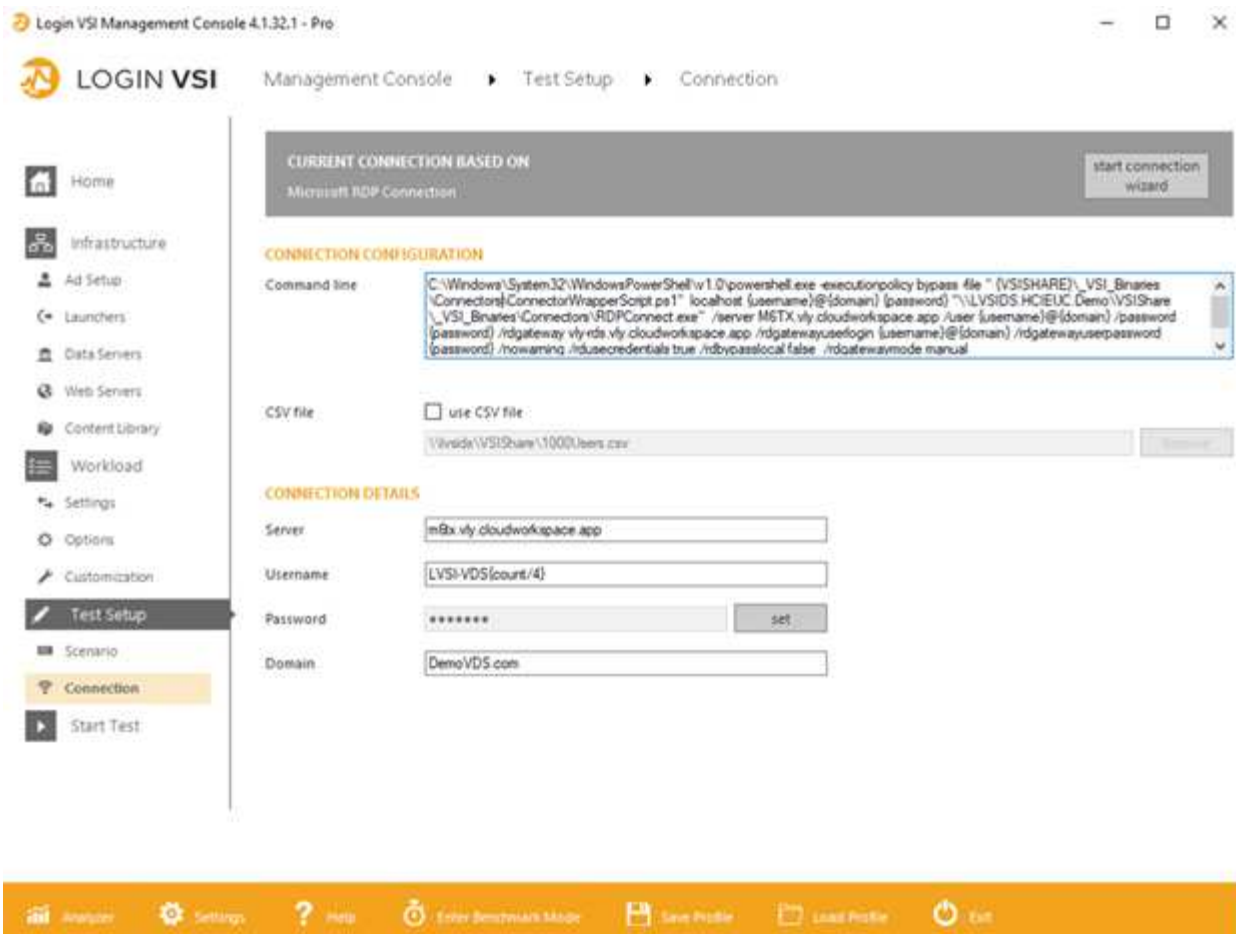 Login VSI Management Console 4.1.32.1 - Pro
LOGIN VSI
Management Console
Test Setup
Connection
Home
Infrastructure
Ad Setup
Launchers
Data Servers
Web Servers
Content Library
Workload
Settings
Options
Customization
Test Setup
Scenario
Connection
Start Test
CURRENT CONNECTION BASED ON
Microsoft RDP Connection
start connection
wizard
CONNECTION CONFIGURATION
Command line
C:\Windows\System32\WindowsPowerShell\v1.0\powershell.exe -executionpolicy bypass -file "{VSISHARE}\_VSI_Binaries
\Connectors\ConnectorWrapperScript.ps1" localhost {username}@{domain} {password} "\\LVSIDS.HCIEUC.Demo\VSIShare
\_VSI_Binaries\Connectors\RDPConnect.exe" /server M6TX.vly.cloudworkspace.app /user {username}@{domain} /password
{password} /rdgateway vly-rds.vly.cloudworkspace.app /rdgatewayuserlogin {username}@{domain} /rdgatewayuserpassword
{password} /nowarning /rdusecredentials true /rdbypasslocal false /rdgatewaymode manual
CSV file
use CSV file
\\lvsids\VSIShare\1000Users.csv
CONNECTION DETAILS
Server
.vly.cloudworkspace.app
Username
LVSI-VDS{count/4}
Password
*******
set
Domain
DemoVDS.com
Analyzer
Settings
Help
Enter Benchmark Mode
Save Profile
Load Profile
Exit